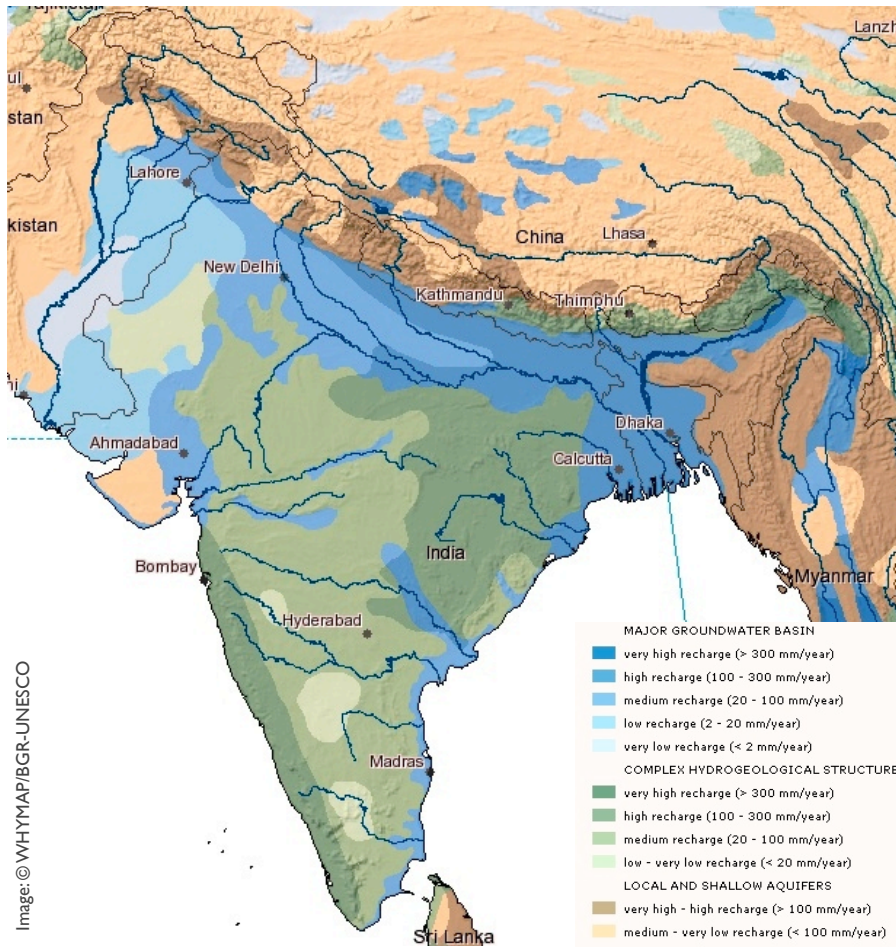 Tajikistan
Lanzh
ul
stan
Lahore
kistan
China
Lhasa
New Delhi
Kathmandu
Thimphu
ni
Ahmadabad
Dhaka
Calcutta
India
Bombay
Myanmar
Hyderabad
Madras
Sri Lanka
MAJOR GROUNDWATER BASIN
very high recharge (> 300 mm/year)
high recharge (100 - 300 mm/year)
medium recharge (20 - 100 mm/year)
low recharge (2 - 20 mm/year)
very low recharge (< 2 mm/year)
COMPLEX HYDROGEOLOGICAL STRUCTURE
very high recharge (> 300 mm/year)
high recharge (100 - 300 mm/year)
medium recharge (20 - 100 mm/year)
low - very low recharge (< 20 mm/year)
LOCAL AND SHALLOW AQUIFERS
very high - high recharge (> 100 mm/year)
medium - very low recharge (< 100 mm/year)
Image: © WHYMAP/BGR-UNESCO